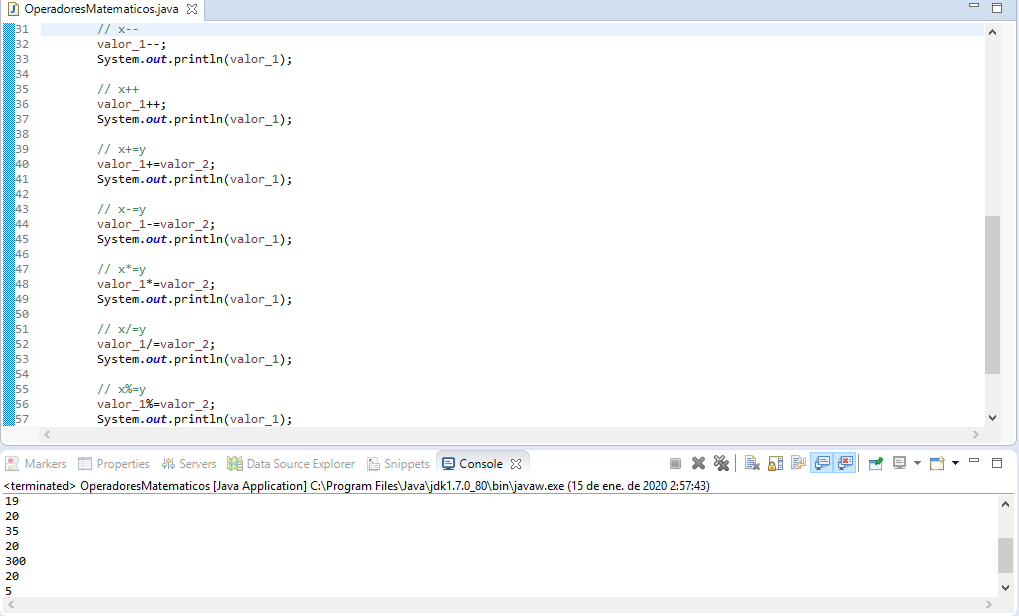 OperadoresMatematicos.java
31 // x--
32 valor_1--;
33 System.out.println(valor_1);
34
35 // x++
36 valor_1++;
37 System.out.println(valor_1);
38
39 // x+=y
40 valor_1+=valor_2;
41 System.out.println(valor_1);
42
43 // x-=y
44 valor_1-=valor_2;
45 System.out.println(valor_1);
46
47 // x*=y
48 valor_1*=valor_2;
49 System.out.println(valor_1);
50
51 // x/=y
52 valor_1/=valor_2;
53 System.out.println(valor_1);
54
55 // x%=y
56 valor_1%=valor_2;
57 System.out.println(valor_1);
Markers Properties Servers Data Source Explorer Snippets Console
<terminated> OperadoresMatematicos [Java Application] C:\Program Files\Java\jdk1.7.0_80\bin\javaw.exe (15 de ene. de 2020 2:57:43)
19
20
35
20
300
20
5